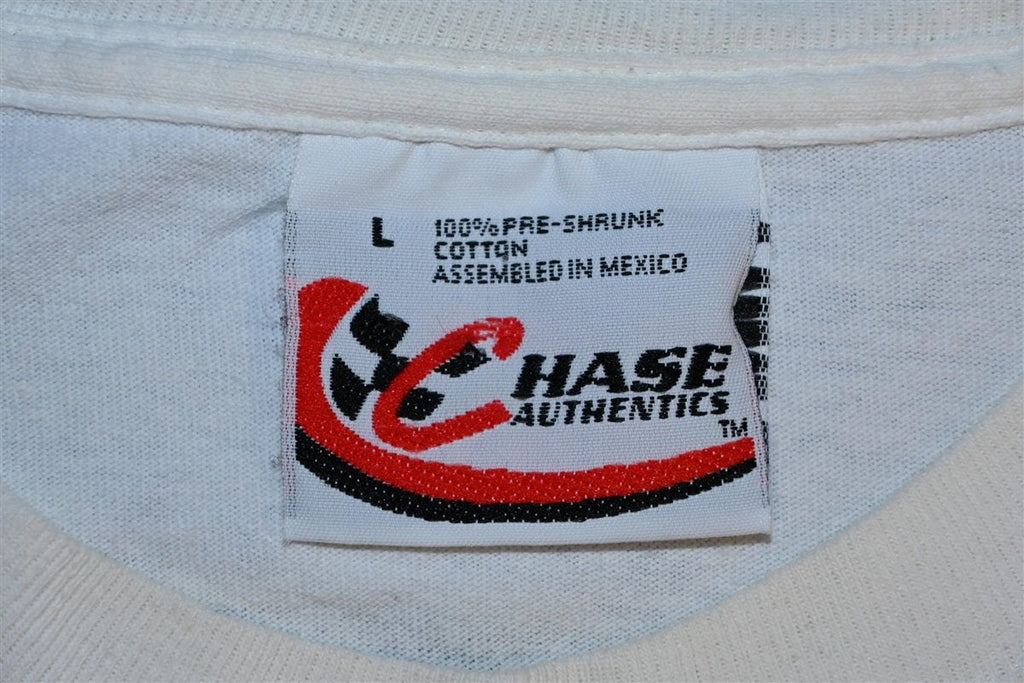 L
100% PRE-SHRUNK
COTTON
ASSEMBLED IN MEXICO
CHASE
AUTHENTICS
TM